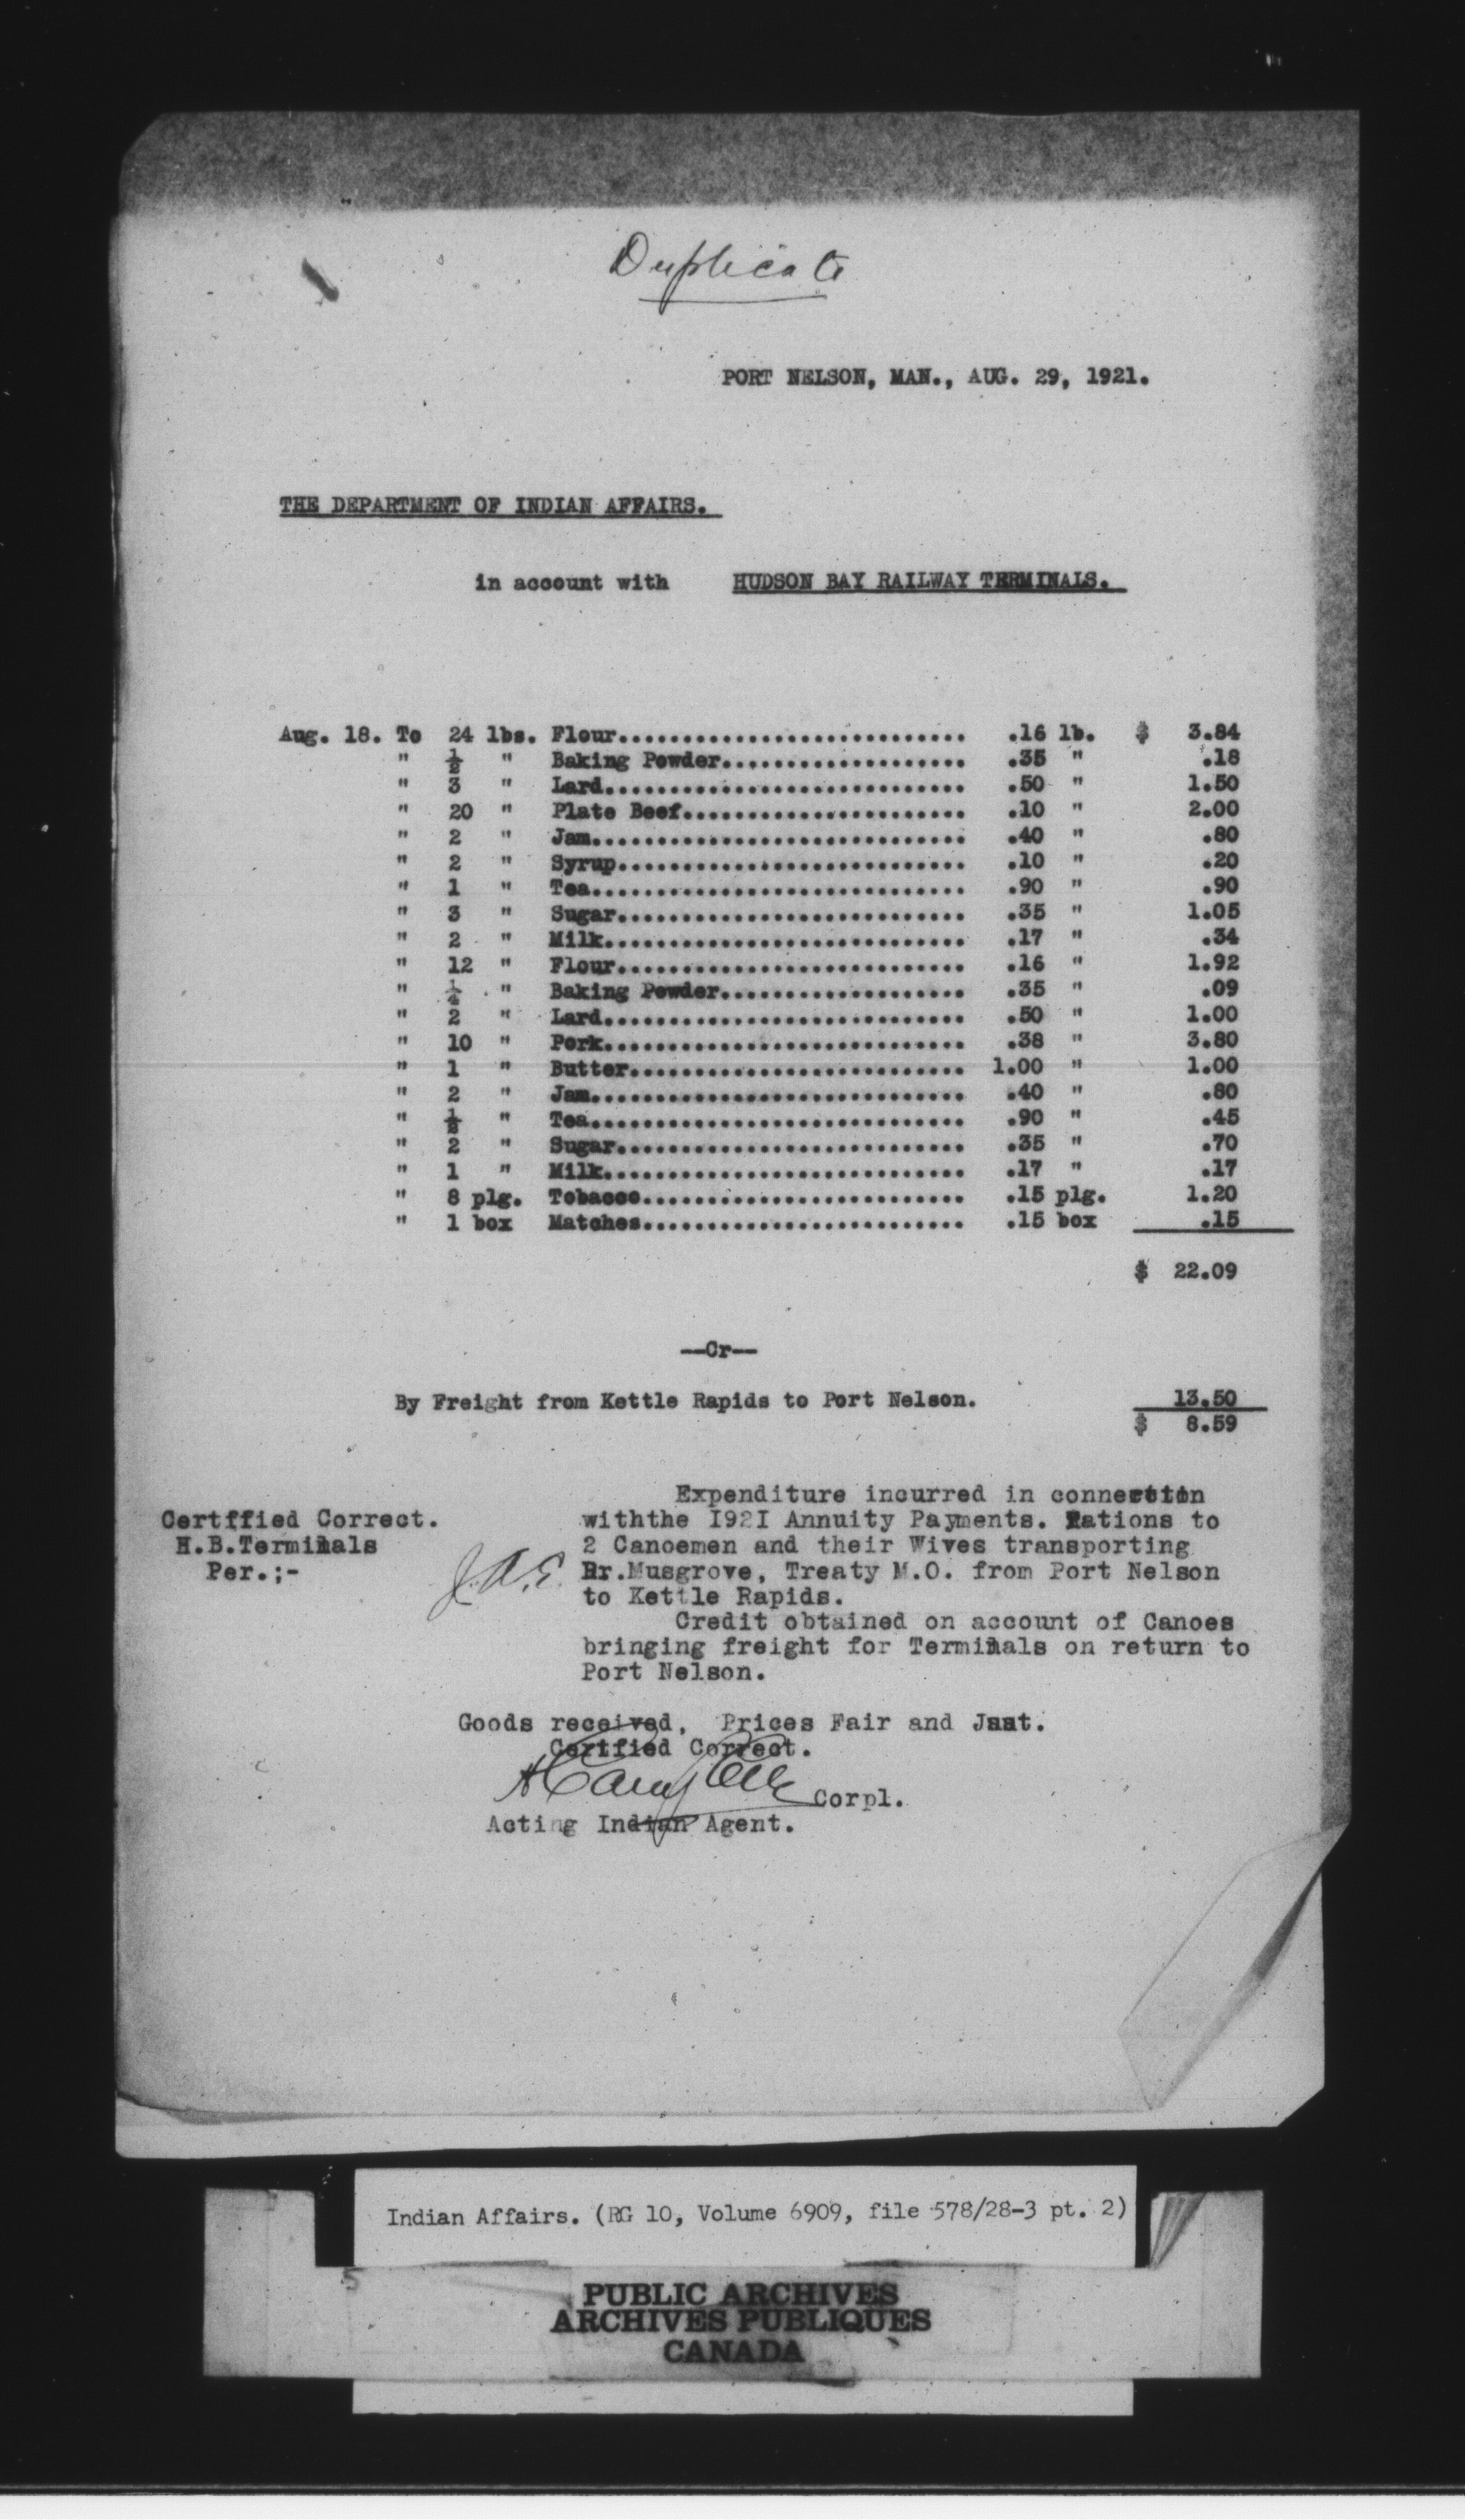 Duplicate
PORT NELSON, MAN., AUG. 29, 1921.
THE DEPARTMENT OF INDIAN AFFAIRS.
in account with HUDSON BAY RAILWAY TERMINALS.
Aug. 18. To 24 lbs. Flour............................ .16 lb. $ 3.84
" ½ " Baking Powder................... .35 " .18
" 3 " Lard............................. .50 " 1.50
" 20 " Plate Beef....................... .10 " 2.00
" 2 " Jam.............................. .40 " .80
" 2 " Syrup............................ .10 " .20
" 1 " Tea.............................. .90 " .90
" 3 " Sugar............................ .35 " 1.05
" 2 " Milk............................. .17 " .34
" 12 " Flour............................ .16 " 1.92
" ¼ " Baking Powder................... .35 " .09
" 2 " Lard............................. .50 " 1.00
" 10 " Pork............................. .38 " 3.80
" 1 " Butter........................... 1.00 " 1.00
" 2 " Jam.............................. .40 " .80
" ½ " Tea.............................. .90 " .45
" 2 " Sugar............................ .35 " .70
" 1 " Milk............................. .17 " .17
" 8 plg. Tobacco.......................... .15 plg. 1.20
" 1 box Matches.......................... .15 box .15
$ 22.09
--Cr--
By Freight from Kettle Rapids to Port Nelson. 13.50
$ 8.59
Certffied Correct.
H.B.Terminals
Per.;-
J.A.E.
Expenditure incurred in connection
withthe I92I Annuity Payments. Rations to
2 Canoemen and their Wives transporting
Dr.Musgrove, Treaty M.O. from Port Nelson
to Kettle Rapids.
Credit obtained on account of Canoes
bringing freight for Terminals on return to
Port Nelson.
Goods received, Prices Fair and Just.
Certfied Correct.
Corpl.
Acting Indian Agent.
Indian Affairs. (RG 10, Volume 6909, file 578/28-3 pt. 2)
5
PUBLIC ARCHIVES
ARCHIVES PUBLIQUES
CANADA